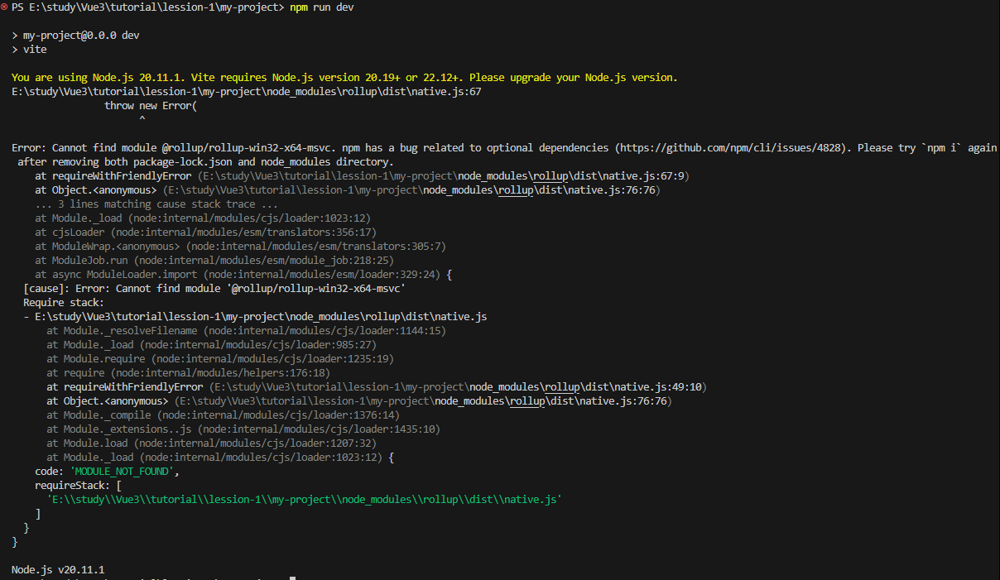 PS E:\study\Vue3\tutorial\lession-1\my-project> npm run dev
> my-project@0.0.0 dev
> vite
You are using Node.js 20.11.1. Vite requires Node.js version 20.19+ or 22.12+. Please upgrade your Node.js version.
E:\study\Vue3\tutorial\lession-1\my-project\node_modules\rollup\dist\native.js:67
throw new Error(
^
Error: Cannot find module @rollup/rollup-win32-x64-msvc. npm has a bug related to optional dependencies (https://github.com/npm/cli/issues/4828). Please try `npm i` again
after removing both package-lock.json and node_modules directory.
at requireWithFriendlyError (E:\study\Vue3\tutorial\lession-1\my-project\node_modules\rollup\dist\native.js:67:9)
at Object.<anonymous> (E:\study\Vue3\tutorial\lession-1\my-project\node_modules\rollup\dist\native.js:76:76)
... 3 lines matching cause stack trace ...
at Module._load (node:internal/modules/cjs/loader:1023:12)
at cjsLoader (node:internal/modules/esm/translators:356:17)
at ModuleWrap.<anonymous> (node:internal/modules/esm/translators:305:7)
at ModuleJob.run (node:internal/modules/esm/module_job:218:25)
at async ModuleLoader.import (node:internal/modules/esm/loader:329:24) {
[cause]: Error: Cannot find module '@rollup/rollup-win32-x64-msvc'
Require stack:
- E:\study\Vue3\tutorial\lession-1\my-project\node_modules\rollup\dist\native.js
at Module._resolveFilename (node:internal/modules/cjs/loader:1144:15)
at Module._load (node:internal/modules/cjs/loader:985:27)
at Module.require (node:internal/modules/cjs/loader:1235:19)
at require (node:internal/modules/helpers:176:18)
at requireWithFriendlyError (E:\study\Vue3\tutorial\lession-1\my-project\node_modules\rollup\dist\native.js:49:10)
at Object.<anonymous> (E:\study\Vue3\tutorial\lession-1\my-project\node_modules\rollup\dist\native.js:76:76)
at Module._compile (node:internal/modules/cjs/loader:1376:14)
at Module._extensions..js (node:internal/modules/cjs/loader:1435:10)
at Module.load (node:internal/modules/cjs/loader:1207:32)
at Module._load (node:internal/modules/cjs/loader:1023:12) {
code: 'MODULE_NOT_FOUND',
requireStack: [
'E:\\study\\Vue3\\tutorial\\lession-1\\my-project\\node_modules\\rollup\\dist\\native.js'
]
}
}
Node.js v20.11.1